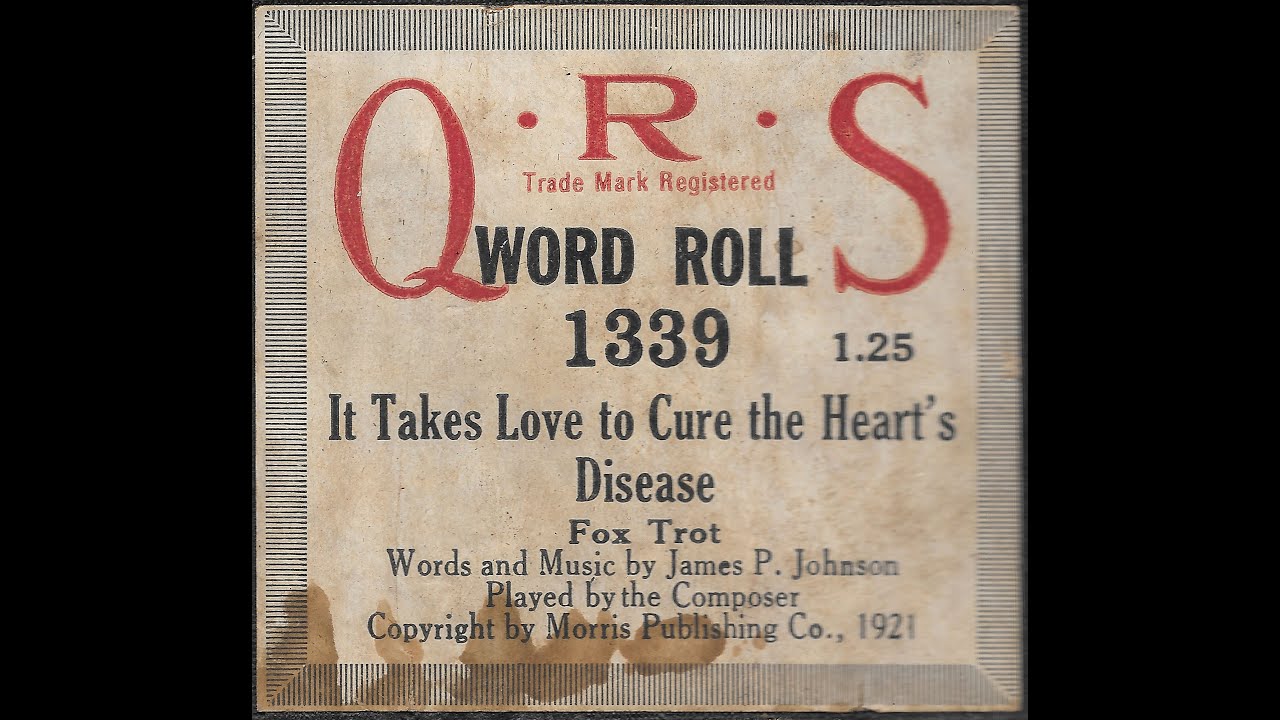 Q·R·S
Trade Mark Registered
WORD ROLL
1339 1.25
It Takes Love to Cure the Heart's
Disease
Fox Trot
Words and Music by James P. Johnson
Played by the Composer
Copyright by Morris Publishing Co., 1921